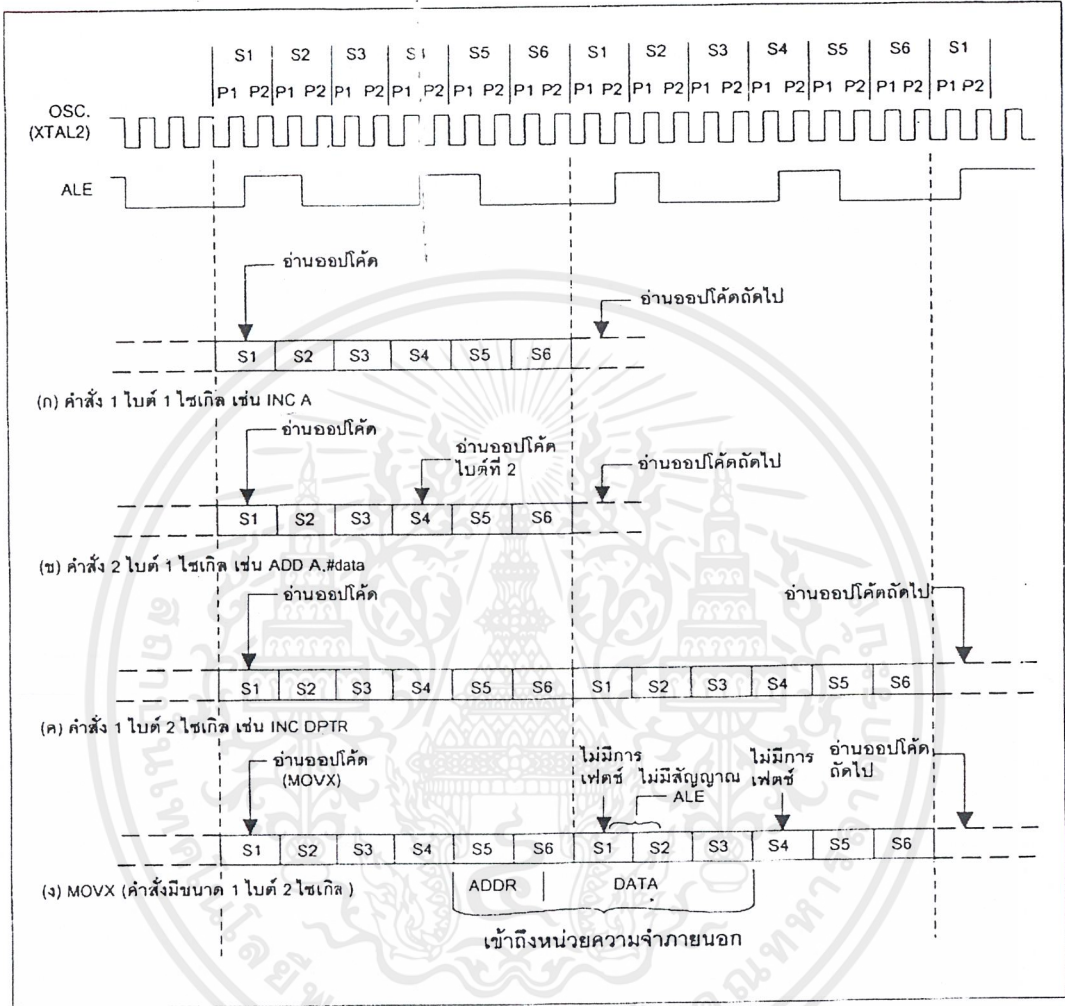 S1 S2 S3 S4 S5 S6 S1 S2 S3 S4 S5 S6 S1
P1 P2 P1 P2 P1 P2 P1 P2 P1 P2 P1 P2 P1 P2 P1 P2 P1 P2 P1 P2 P1 P2 P1 P2 P1 P2
OSC.
(XTAL2)
ALE
อ่านออปโค้ด
อ่านออปโค้ดถัดไป
S1 S2 S3 S4 S5 S6
(ก) คำสั่ง 1 ไบต์ 1 ไซเกิล เช่น INC A
อ่านออปโค้ด
อ่านออปโค้ด
ไบต์ที่ 2
อ่านออปโค้ดถัดไป
S1 S2 S3 S4 S5 S6
(ข) คำสั่ง 2 ไบต์ 1 ไซเกิล เช่น ADD A,#data
อ่านออปโค้ด
อ่านออปโค้ดถัดไป
S1 S2 S3 S4 S5 S6 S1 S2 S3 S4 S5 S6
(ค) คำสั่ง 1 ไบต์ 2 ไซเกิล เช่น INC DPTR
อ่านออปโค้ด
(MOVX)
ไม่มีการ
เฟตช์
ไม่มีสัญญาณ
ALE
ไม่มีการ
เฟตช์
อ่านออปโค้ด
ถัดไป
S1 S2 S3 S4 S5 S6 S1 S2 S3 S4 S5 S6
(ง) MOVX (คำสั่งมีขนาด 1 ไบต์ 2 ไซเกิล )
ADDR DATA
เข้าถึงหน่วยความจำภายนอก